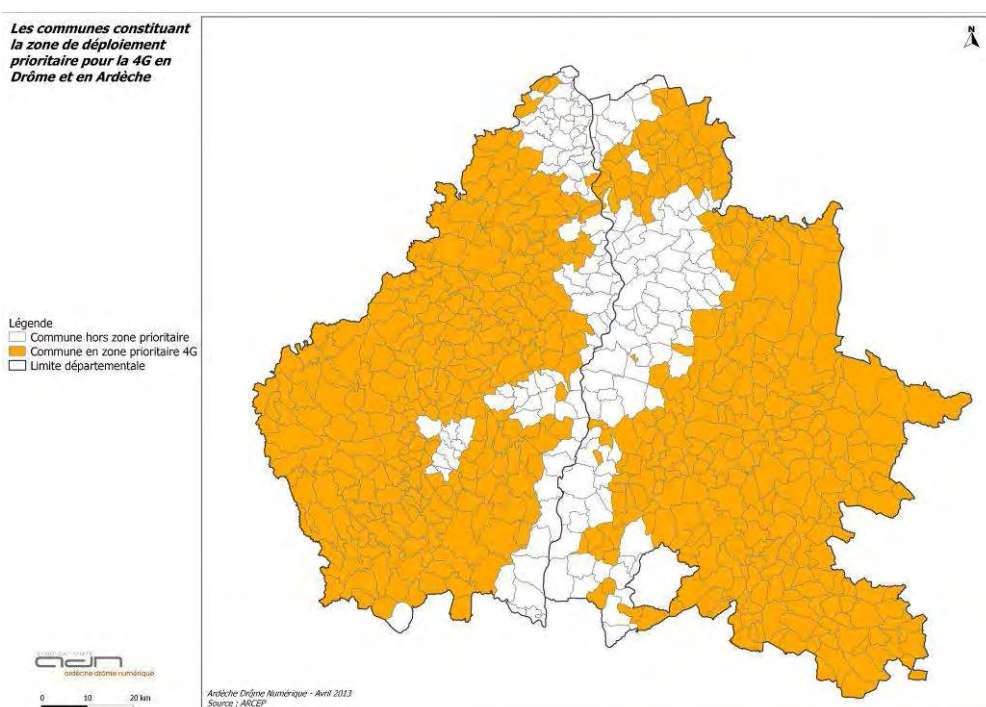 Les communes constituant
la zone de déploiement
prioritaire pour la 4G en
Drôme et en Ardèche
N
Légende
Commune hors zone prioritaire
Commune en zone prioritaire 4G
Limite départementale
SYNDICAT MIXTE
adn
ardèche drôme numérique
0 10 20 km
Ardèche Drôme Numérique - Avril 2013
Source : ARCEP